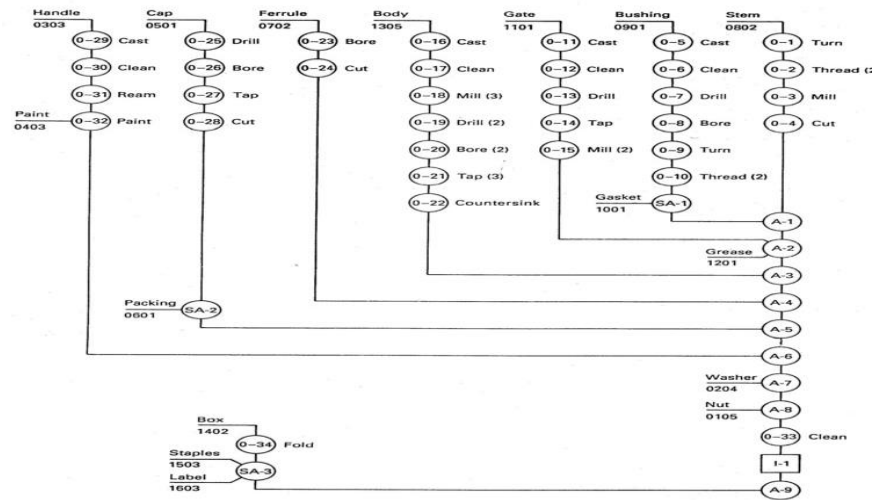 Handle
0303
0-29 Cast
0-30 Clean
0-31 Ream
Paint
0403
0-32 Paint
Cap
0501
0-25 Drill
0-26 Bore
0-27 Tap
0-28 Cut
Packing
0601
SA-2
Ferrule
0702
0-23 Bore
0-24 Cut
Body
1305
0-16 Cast
0-17 Clean
0-18 Mill (3)
0-19 Drill (2)
0-20 Bore (2)
0-21 Tap (3)
0-22 Countersink
Gate
1101
0-11 Cast
0-12 Clean
0-13 Drill
0-14 Tap
0-15 Mill (2)
Bushing
0901
0-5 Cast
0-6 Clean
0-7 Drill
0-8 Bore
0-9 Turn
0-10 Thread (2)
Gasket
1001
SA-1
Stem
0802
0-1 Turn
0-2 Thread (2
0-3 Mill
0-4 Cut
A-1
Grease
1201
A-2
A-3
A-4
A-5
A-6
Washer
0204
A-7
Nut
0105
A-8
0-33 Clean
I-1
Box
1402
0-34 Fold
Staples
1503
Label
1603
SA-3
A-9